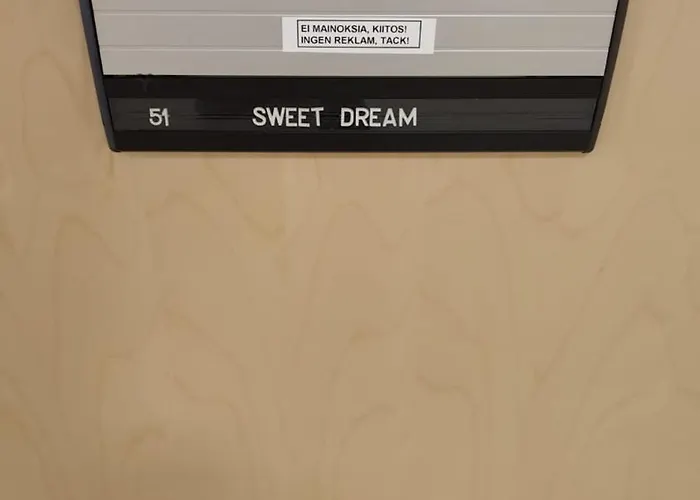 EI MAINOKSIA, KIITOS!
INGEN REKLAM, TACK!
51 SWEET DREAM